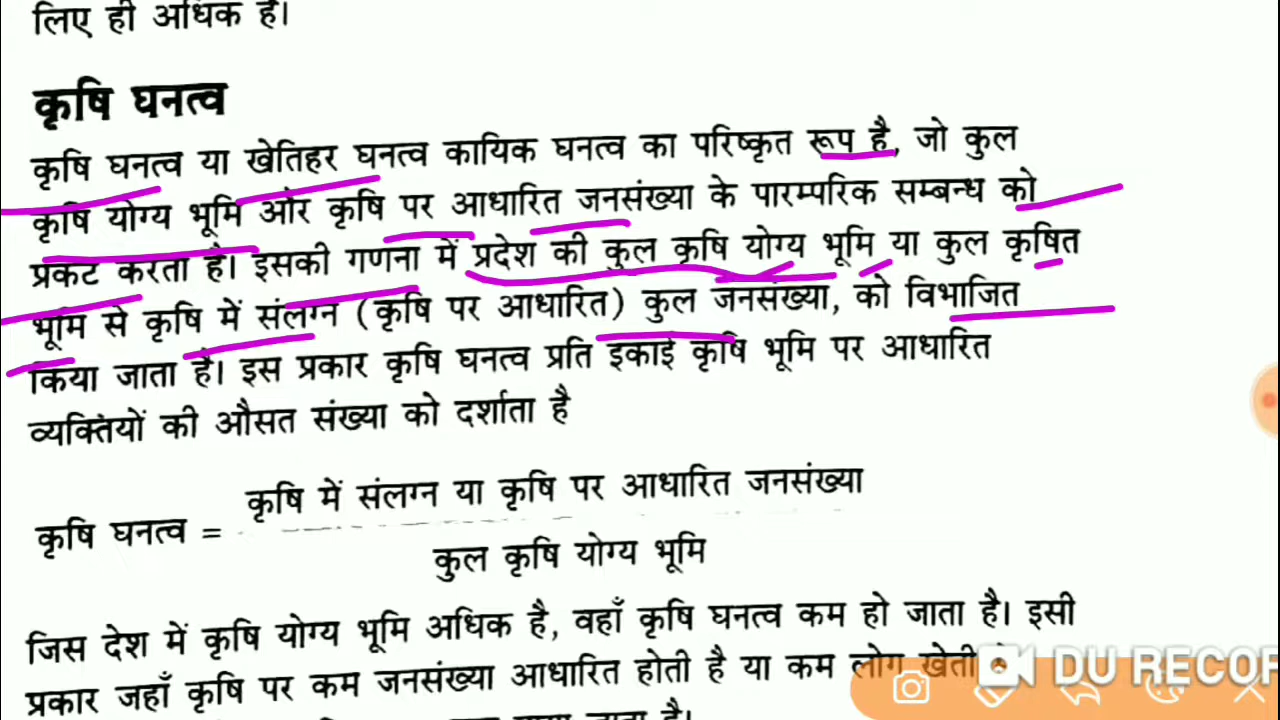 लिए ही अधिक है।
कृषि घनत्व
कृषि घनत्व या खेतिहर घनत्व कायिक घनत्व का परिष्कृत रूप है, जो कुल
कृषि योग्य भूमि और कृषि पर आधारित जनसंख्या के पारम्परिक सम्बन्ध को
प्रकट करता है। इसकी गणना में प्रदेश की कुल कृषि योग्य भूमि या कुल कृषित
भूमि से कृषि में संलग्न (कृषि पर आधारित) कुल जनसंख्या, को विभाजित
किया जाता है। इस प्रकार कृषि घनत्व प्रति इकाई कृषि भूमि पर आधारित
व्यक्तियों की औसत संख्या को दर्शाता है
कृषि में संलग्न या कृषि पर आधारित जनसंख्या
कृषि घनत्व =
कुल कृषि योग्य भूमि
जिस देश में कृषि योग्य भूमि अधिक है, वहाँ कृषि घनत्व कम हो जाता है। इसी
प्रकार जहाँ कृषि पर कम जनसंख्या आधारित होती है या कम लोग खेती
जाता है।
DU RECOR